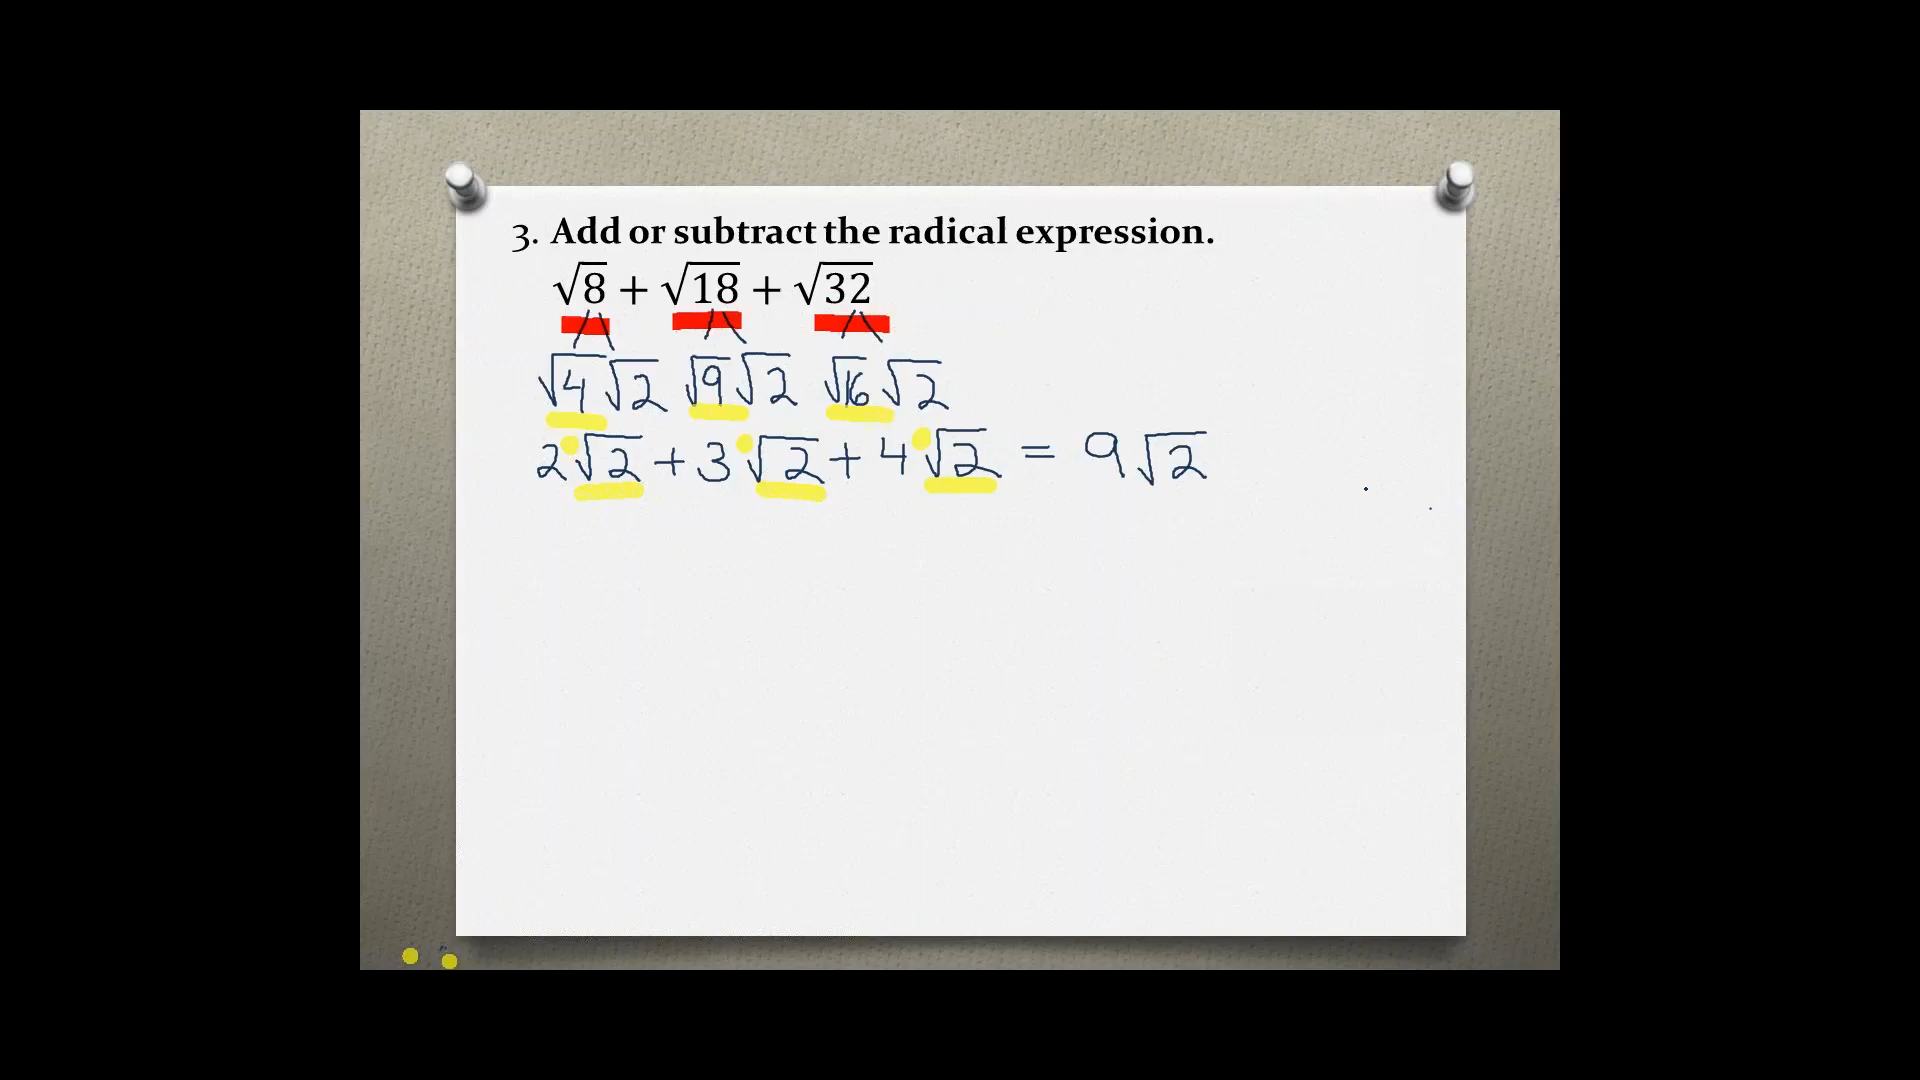 3. Add or subtract the radical expression.
√8 + √18 + √32
√4 √2 √9 √2 √16 √2
2 √2 + 3 √2 + 4 √2 = 9 √2